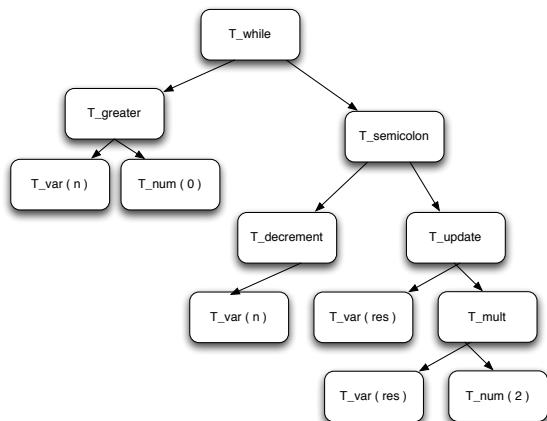 T_while
T_greater
T_semicolon
T_var ( n )
T_num ( 0 )
T_decrement
T_update
T_var ( n )
T_var ( res )
T_mult
T_var ( res )
T_num ( 2 )